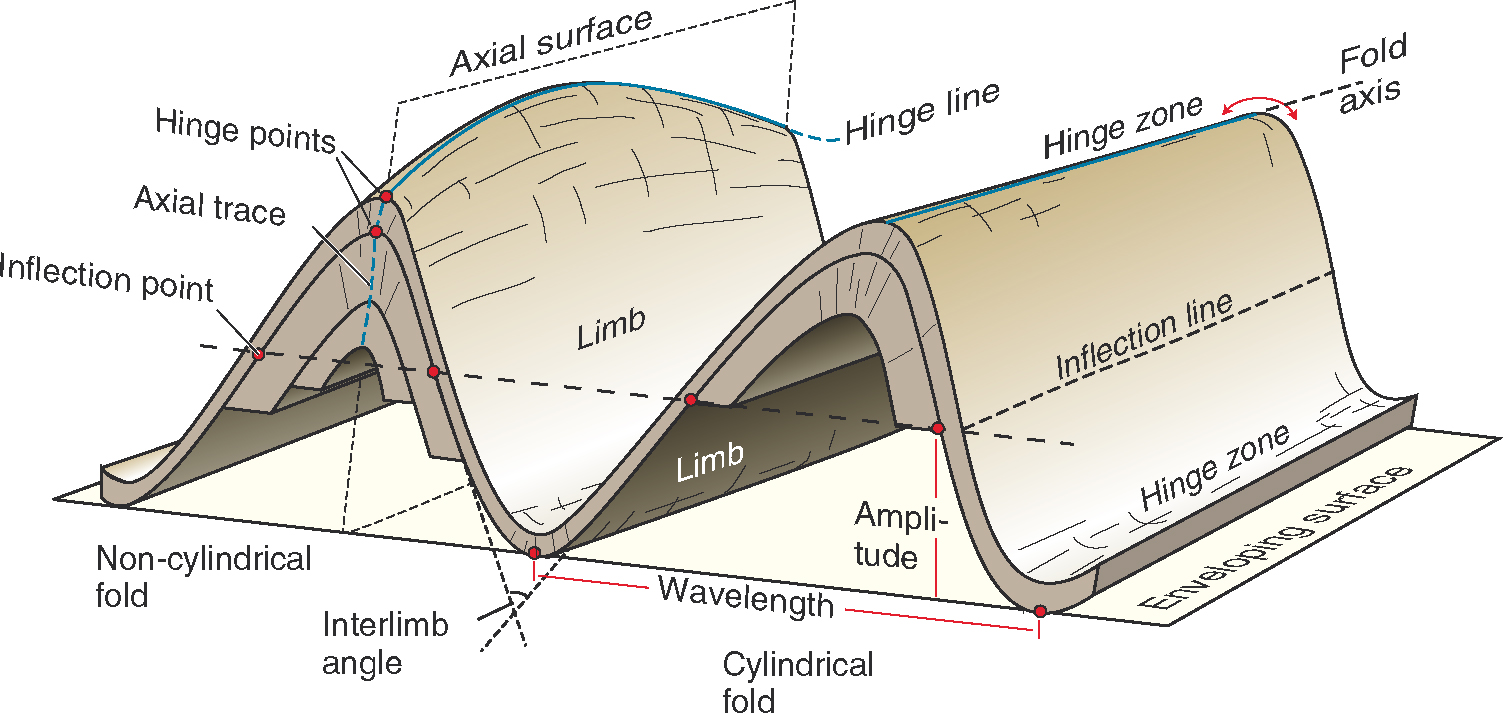 Axial surface
Fold
axis
Hinge points
Hinge line
Hinge zone
Axial trace
Inflection point
Limb
Inflection line
Limb
Hinge zone
Enveloping surface
Ampli-
tude
Non-cylindrical
fold
Wavelength
Interlimb
angle
Cylindrical
fold